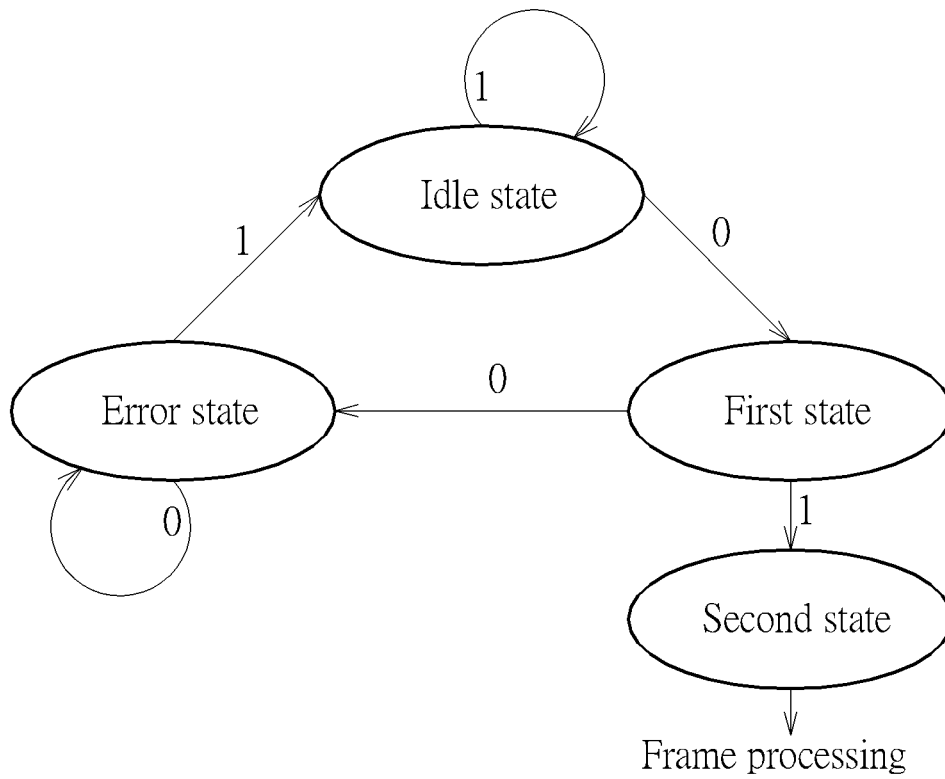 1
Idle state
1
0
0
Error state
First state
0
1
Second state
Frame processing